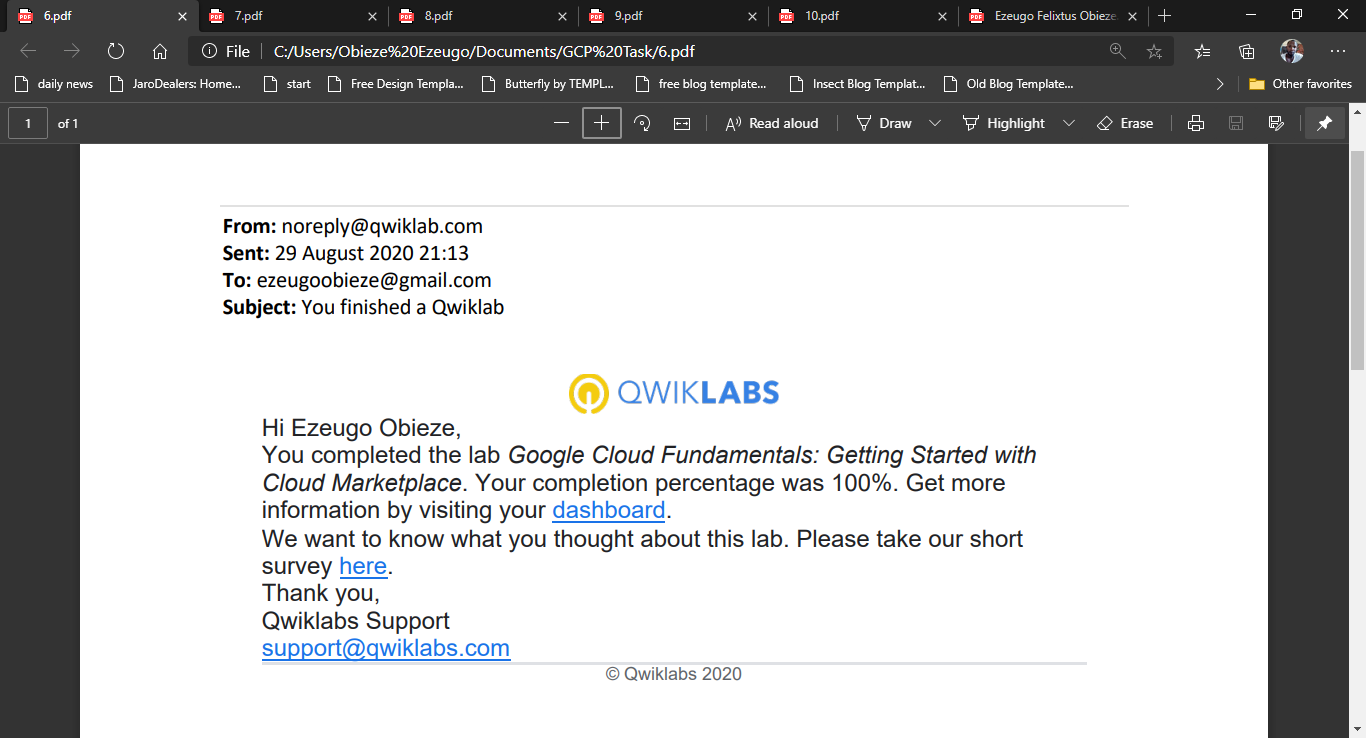 6.pdf
7.pdf
8.pdf
9.pdf
10.pdf
Ezeugo Felixtus Obieze
File
C:/Users/Obieze%20Ezeugo/Documents/GCP%20Task/6.pdf
daily news
JaroDealers: Home...
start
Free Design Templa...
Butterfly by TEMPL...
free blog template...
Insect Blog Templat...
Old Blog Template...
Other favorites
1 of 1
Read aloud
Draw
Highlight
Erase
From: noreply@qwiklab.com
Sent: 29 August 2020 21:13
To: ezeugoobieze@gmail.com
Subject: You finished a Qwiklab
QWIKLABS
Hi Ezeugo Obieze,
You completed the lab Google Cloud Fundamentals: Getting Started with
Cloud Marketplace. Your completion percentage was 100%. Get more
information by visiting your dashboard.
We want to know what you thought about this lab. Please take our short
survey here.
Thank you,
Qwiklabs Support
support@qwiklabs.com
© Qwiklabs 2020